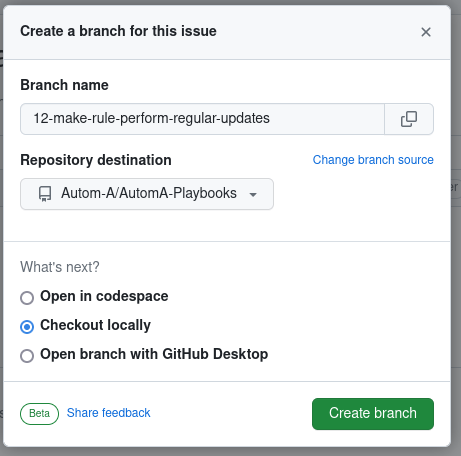 Create a branch for this issue
Branch name
12-make-rule-perform-regular-updates
Repository destination
Change branch source
Autom-A/AutomA-Playbooks
What's next?
Open in codespace
Checkout locally
Open branch with GitHub Desktop
Beta
Share feedback
Create branch